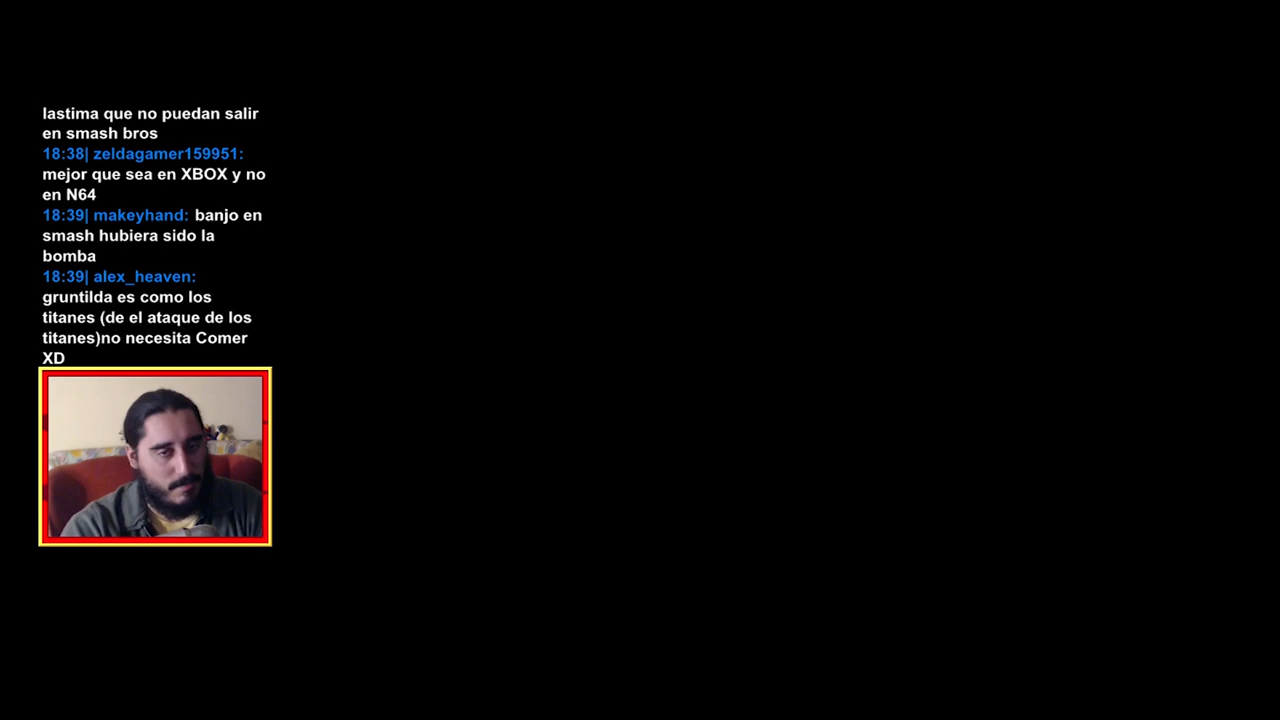 lastima que no puedan salir
en smash bros
18:38| zeldagamer159951:
mejor que sea en XBOX y no
en N64
18:39| makeyhand: banjo en
smash hubiera sido la
bomba
18:39| alex_heaven:
gruntilda es como los
titanes (de el ataque de los
titanes)no necesita Comer
XD